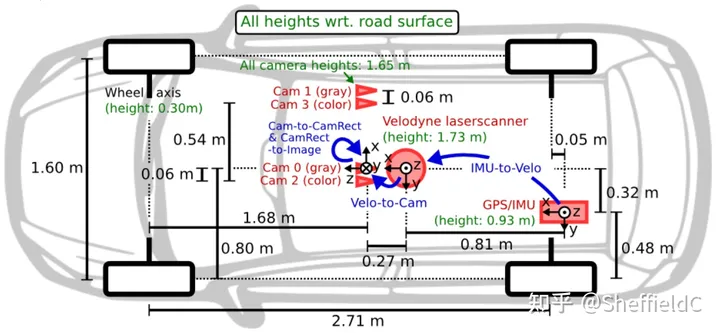 All heights wrt. road surface
All camera heights: 1.65 m
Wheel axis
(height: 0.30m)
Cam 1 (gray)
Cam 3 (color)
0.06 m
Velodyne laserscanner
(height: 1.73 m)
Cam-to-CamRect
& CamRect
-to-Image
0.54 m
0.05 m
1.60 m
0.06 m
Cam 0 (gray)
Cam 2 (color)
x
y
z
x
z
y
IMU-to-Velo
Velo-to-Cam
0.32 m
GPS/IMU
(height: 0.93 m)
x
z
y
1.68 m
0.80 m
0.81 m
0.48 m
0.27 m
2.71 m
知乎 @SheffieldC